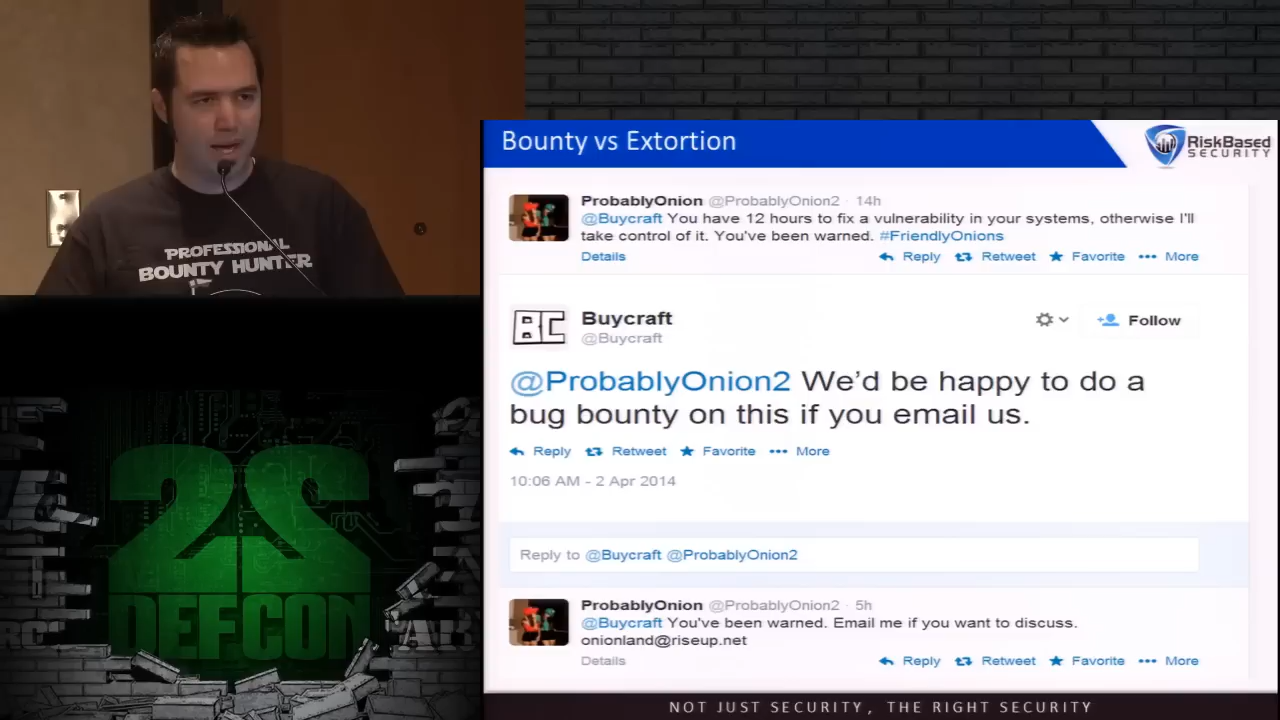 PROFESSIONAL
BOUNTY HUNTER
Bounty vs Extortion
RiskBased
SECURITY
ProbablyOnion @ProbablyOnion2 · 14h
@Buycraft You have 12 hours to fix a vulnerability in your systems, otherwise I'll
take control of it. You've been warned. #FriendlyOnions
Details
Reply Retweet Favorite More
BC
Buycraft
@Buycraft
Follow
@ProbablyOnion2 We'd be happy to do a
bug bounty on this if you email us.
Reply Retweet Favorite More
10:06 AM - 2 Apr 2014
Reply to @Buycraft @ProbablyOnion2
ProbablyOnion @ProbablyOnion2 · 5h
@Buycraft You've been warned. Email me if you want to discuss.
onionland@riseup.net
Details
Reply Retweet Favorite More
22
DEFCON
NOT JUST SECURITY, THE RIGHT SECURITY